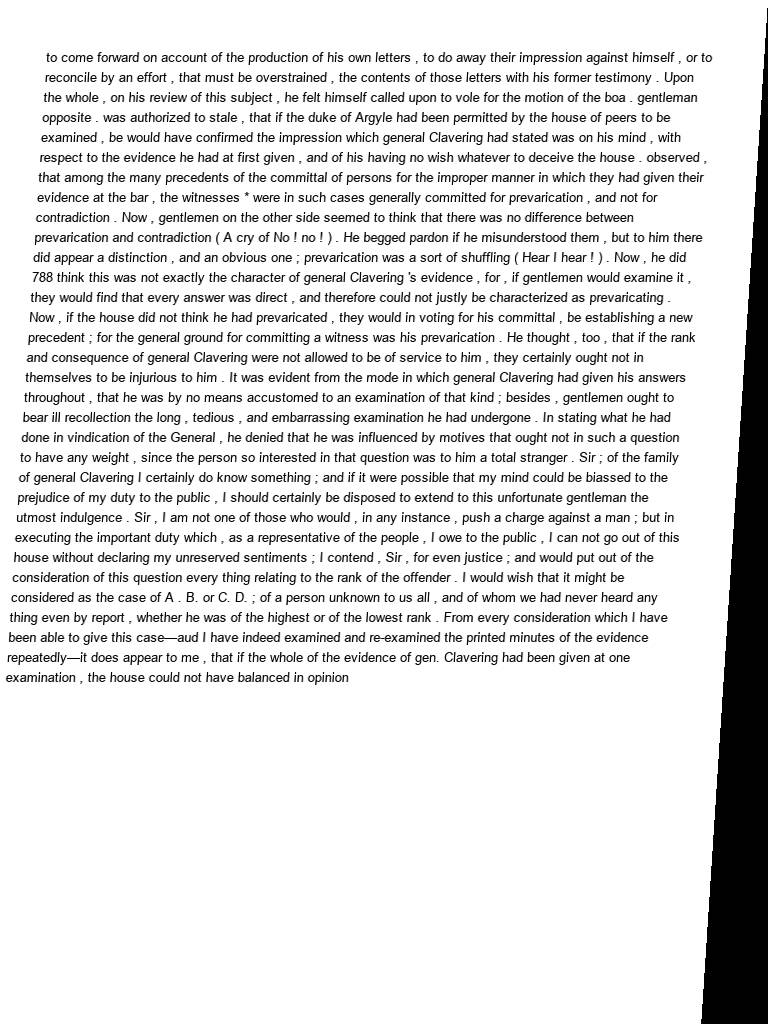 to come forward on account of the production of his own letters , to do away their impression against himself , or to
reconcile by an effort , that must be overstrained , the contents of those letters with his former testimony . Upon
the whole , on his review of this subject , he felt himself called upon to vole for the motion of the boa . gentleman
opposite . was authorized to stale , that if the duke of Argyle had been permitted by the house of peers to be
examined , be would have confirmed the impression which general Clavering had stated was on his mind , with
respect to the evidence he had at first given , and of his having no wish whatever to deceive the house . observed ,
that among the many precedents of the committal of persons for the improper manner in which they had given their
evidence at the bar , the witnesses * were in such cases generally committed for prevarication , and not for
contradiction . Now , gentlemen on the other side seemed to think that there was no difference between
prevarication and contradiction ( A cry of No ! no ! ) . He begged pardon if he misunderstood them , but to him there
did appear a distinction , and an obvious one ; prevarication was a sort of shuffling ( Hear I hear ! ) . Now , he did
788 think this was not exactly the character of general Clavering 's evidence , for , if gentlemen would examine it ,
they would find that every answer was direct , and therefore could not justly be characterized as prevaricating .
Now , if the house did not think he had prevaricated , they would in voting for his committal , be establishing a new
precedent ; for the general ground for committing a witness was his prevarication . He thought , too , that if the rank
and consequence of general Clavering were not allowed to be of service to him , they certainly ought not in
themselves to be injurious to him . It was evident from the mode in which general Clavering had given his answers
throughout , that he was by no means accustomed to an examination of that kind ; besides , gentlemen ought to
bear ill recollection the long , tedious , and embarrassing examination he had undergone . In stating what he had
done in vindication of the General , he denied that he was influenced by motives that ought not in such a question
to have any weight , since the person so interested in that question was to him a total stranger . Sir ; of the family
of general Clavering I certainly do know something ; and if it were possible that my mind could be biassed to the
prejudice of my duty to the public , I should certainly be disposed to extend to this unfortunate gentleman the
utmost indulgence . Sir , I am not one of those who would , in any instance , push a charge against a man ; but in
executing the important duty which , as a representative of the people , I owe to the public , I can not go out of this
house without declaring my unreserved sentiments ; I contend , Sir , for even justice ; and would put out of the
consideration of this question every thing relating to the rank of the offender . I would wish that it might be
considered as the case of A . B. or C. D. ; of a person unknown to us all , and of whom we had never heard any
thing even by report , whether he was of the highest or of the lowest rank . From every consideration which I have
been able to give this case—aud I have indeed examined and re-examined the printed minutes of the evidence
repeatedly—it does appear to me , that if the whole of the evidence of gen. Clavering had been given at one
examination , the house could not have balanced in opinion